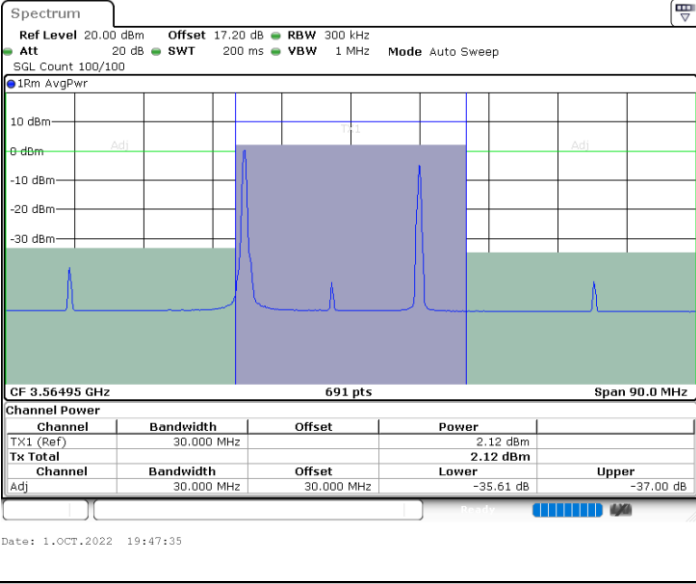 Spectrum
Ref Level 20.00 dBm Offset 17.20 dB RBW 300 kHz
Att 20 dB SWT 200 ms VBW 1 MHz Mode Auto Sweep
SGL Count 100/100
1Rm AvgPwr
10 dBm
TX1
Adj
0 dBm
Adj
-10 dBm
-20 dBm
-30 dBm
CF 3.56495 GHz 691 pts Span 90.0 MHz
Channel Power
Channel Bandwidth Offset Power
TX1 (Ref) 30.000 MHz 2.12 dBm
Tx Total 2.12 dBm
Channel Bandwidth Offset Lower Upper
Adj 30.000 MHz 30.000 MHz -35.61 dB -37.00 dB
Ready
Date: 1.OCT.2022 19:47:35